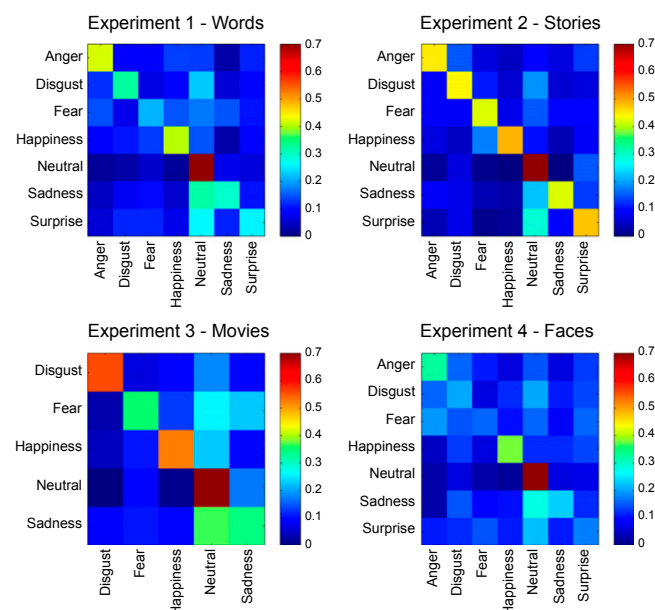 Experiment 1 - Words
Anger
Disgust
Fear
Happiness
Neutral
Sadness
Surprise
0.7
0.6
0.5
0.4
0.3
0.2
0.1
0
Anger
Disgust
Fear
Happiness
Neutral
Sadness
Surprise
Experiment 2 - Stories
Anger
Disgust
Fear
Happiness
Neutral
Sadness
Surprise
0.7
0.6
0.5
0.4
0.3
0.2
0.1
0
Anger
Disgust
Fear
Happiness
Neutral
Sadness
Surprise
Experiment 3 - Movies
Disgust
Fear
Happiness
Neutral
Sadness
0.7
0.6
0.5
0.4
0.3
0.2
0.1
0
Disgust
Fear
Happiness
Neutral
Sadness
Experiment 4 - Faces
Anger
Disgust
Fear
Happiness
Neutral
Sadness
Surprise
0.7
0.6
0.5
0.4
0.3
0.2
0.1
0
Anger
Disgust
Fear
Happiness
Neutral
Sadness
Surprise